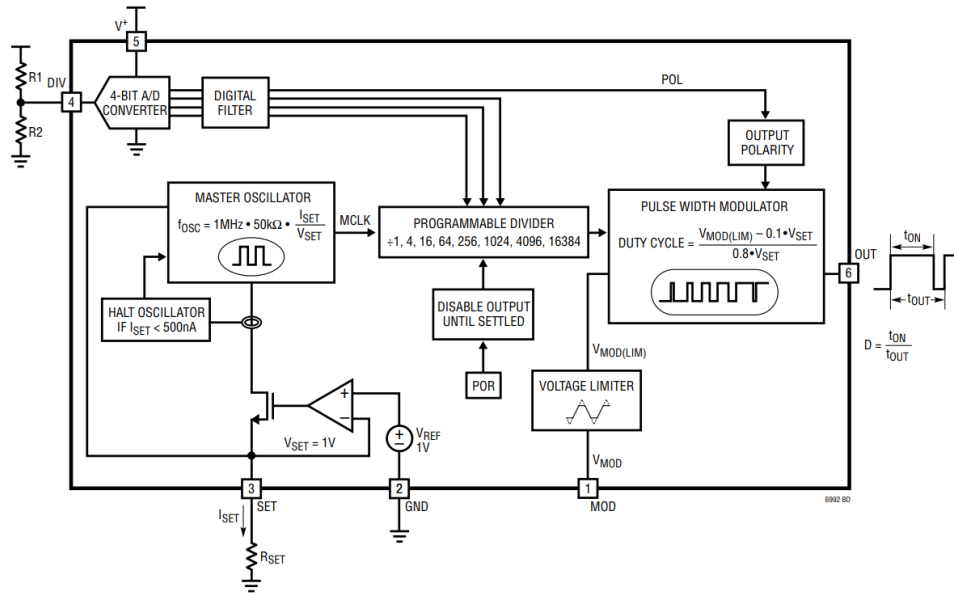 V+
5
R1
DIV
4
R2
4-BIT A/D
CONVERTER
DIGITAL
FILTER
POL
OUTPUT
POLARITY
MASTER OSCILLATOR
fOSC = 1MHz • 50kΩ • ISET/VSET
MCLK
PROGRAMMABLE DIVIDER
÷1, 4, 16, 64, 256, 1024, 4096, 16384
PULSE WIDTH MODULATOR
DUTY CYCLE = (VMOD(LIM) – 0.1•VSET)/(0.8•VSET)
OUT
6
tON
tOUT
D = tON/tOUT
HALT OSCILLATOR
IF ISET < 500nA
DISABLE OUTPUT
UNTIL SETTLED
POR
VMOD(LIM)
VOLTAGE LIMITER
+
–
VSET = 1V
+
–
VREF
1V
VMOD
3
SET
2
GND
1
MOD
6992 BD
ISET
RSET